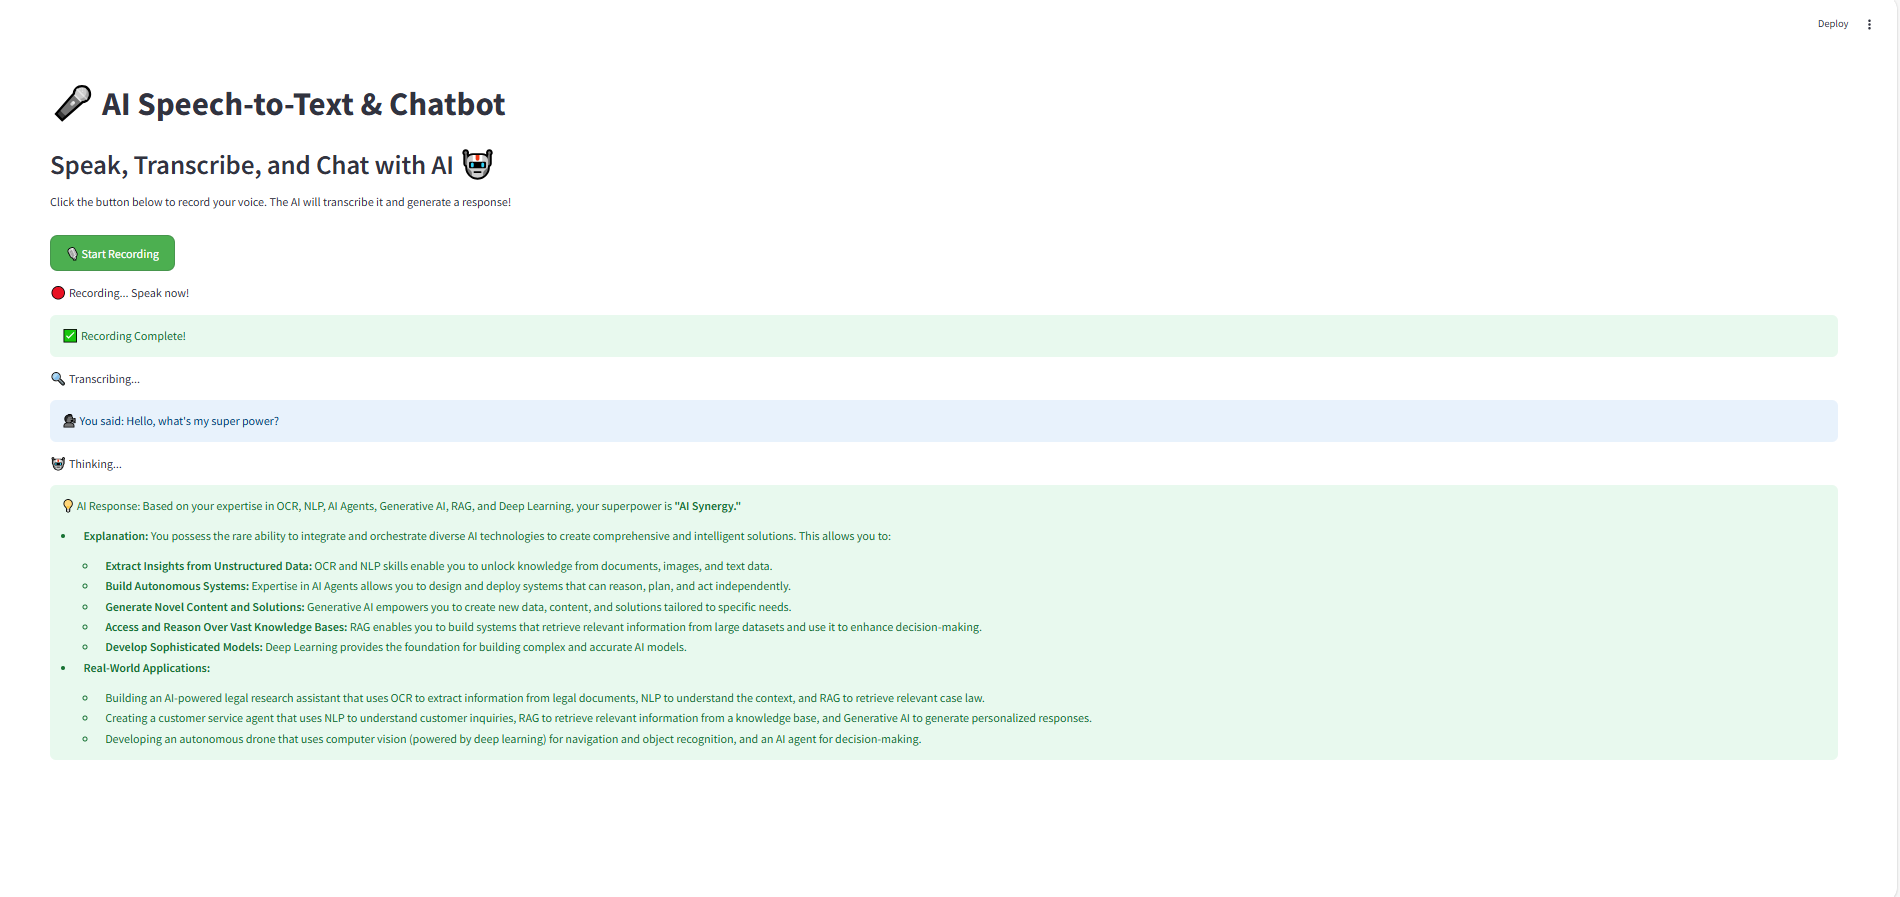 Deploy
AI Speech-to-Text & Chatbot
Speak, Transcribe, and Chat with AI
Click the button below to record your voice. The AI will transcribe it and generate a response!
Start Recording
Recording... Speak now!
Recording Complete!
Transcribing...
You said: Hello, what's my super power?
Thinking...
AI Response: Based on your expertise in OCR, NLP, AI Agents, Generative AI, RAG, and Deep Learning, your superpower is "AI Synergy."
Explanation: You possess the rare ability to integrate and orchestrate diverse AI technologies to create comprehensive and intelligent solutions. This allows you to:
Extract Insights from Unstructured Data: OCR and NLP skills enable you to unlock knowledge from documents, images, and text data.
Build Autonomous Systems: Expertise in AI Agents allows you to design and deploy systems that can reason, plan, and act independently.
Generate Novel Content and Solutions: Generative AI empowers you to create new data, content, and solutions tailored to specific needs.
Access and Reason Over Vast Knowledge Bases: RAG enables you to build systems that retrieve relevant information from large datasets and use it to enhance decision-making.
Develop Sophisticated Models: Deep Learning provides the foundation for building complex and accurate AI models.
Real-World Applications:
Building an AI-powered legal research assistant that uses OCR to extract information from legal documents, NLP to understand the context, and RAG to retrieve relevant case law.
Creating a customer service agent that uses NLP to understand customer inquiries, RAG to retrieve relevant information from a knowledge base, and Generative AI to generate personalized responses.
Developing an autonomous drone that uses computer vision (powered by deep learning) for navigation and object recognition, and an AI agent for decision-making.